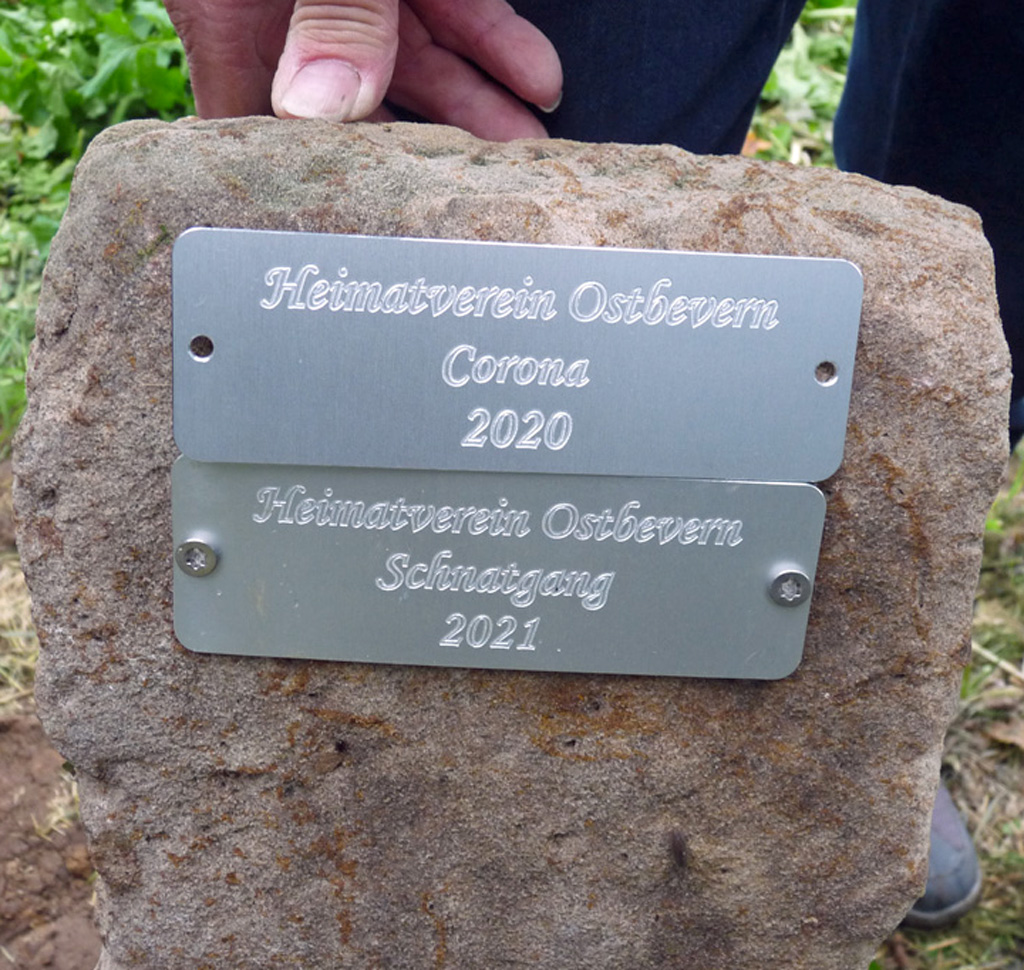 Heimatverein Ostbevern
Corona
2020
Heimatverein Ostbevern
Schnatgang
2021